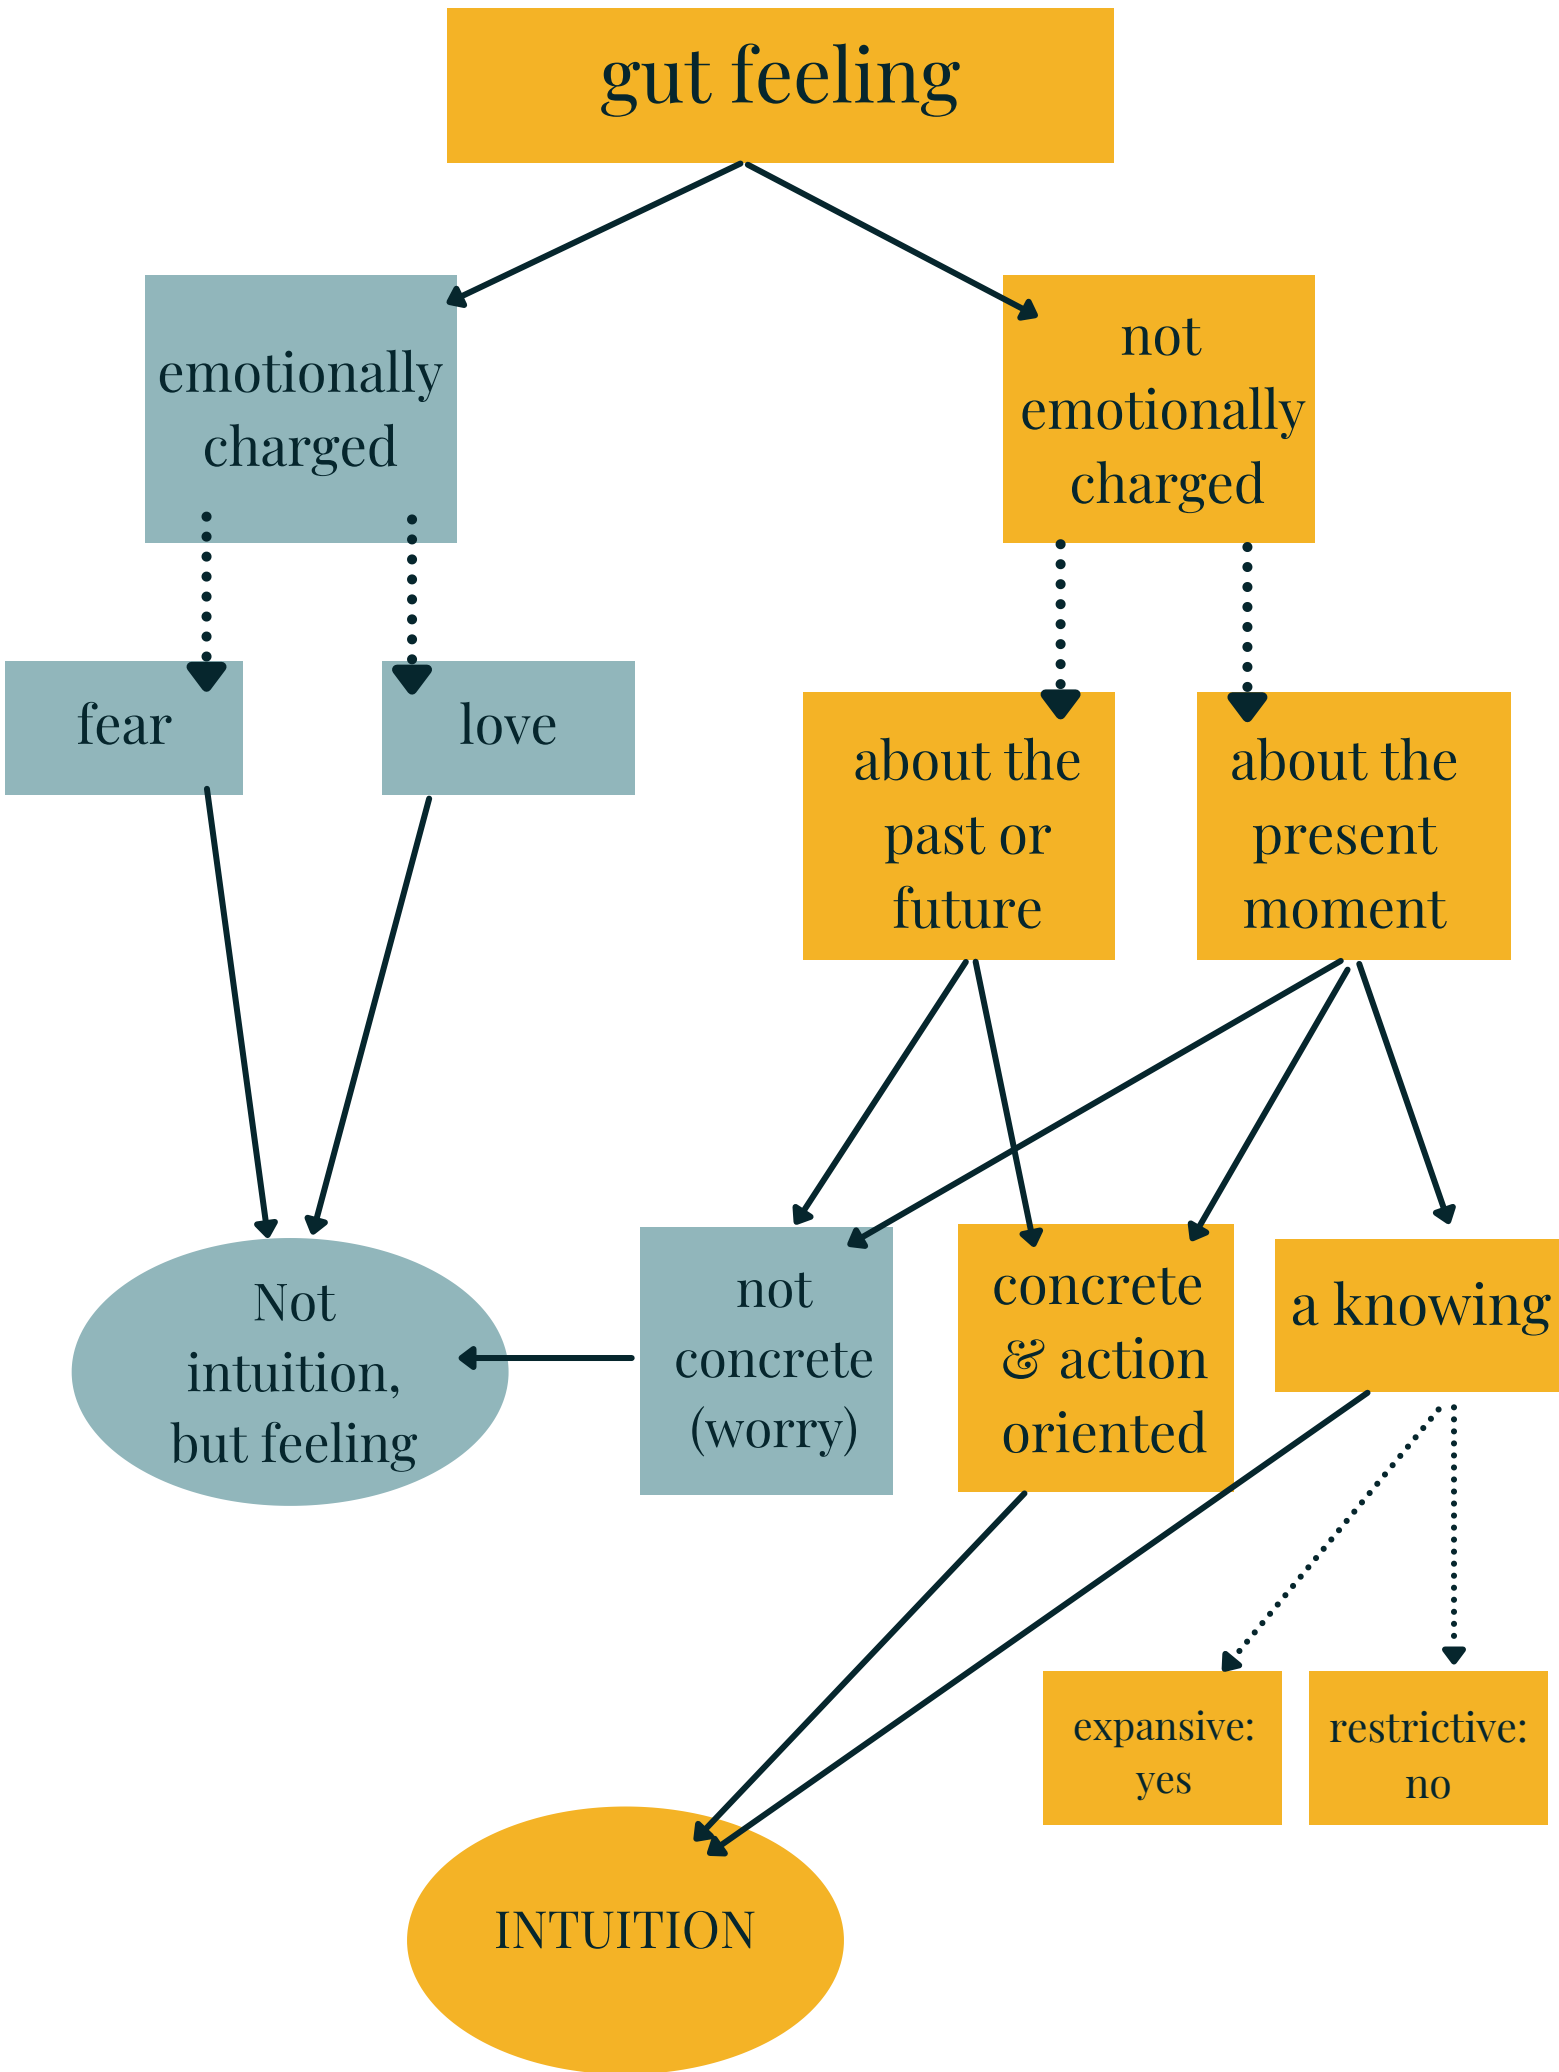 gut feeling
emotionally
charged
not
emotionally
charged
fear
love
about the
past or
future
about the
present
moment
Not
intuition,
but feeling
not
concrete
(worry)
concrete
& action
oriented
a knowing
expansive:
yes
restrictive:
no
INTUITION